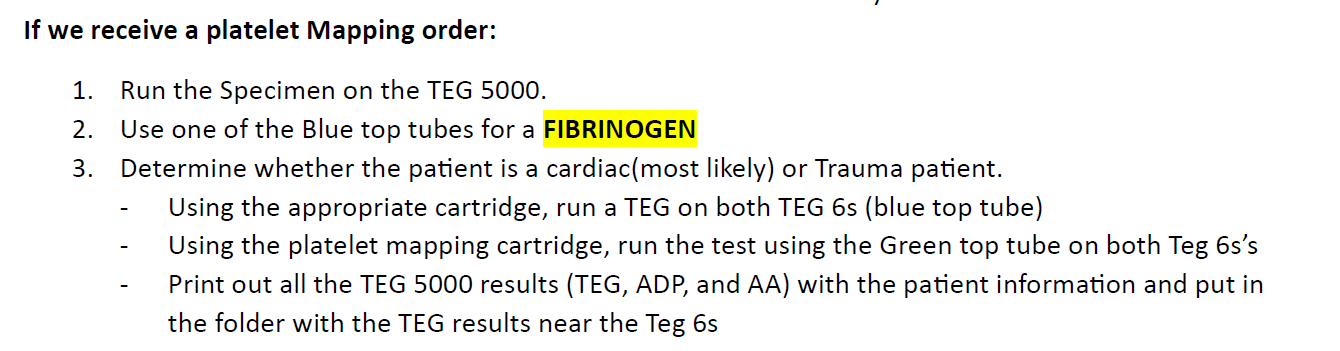 If we receive a platelet Mapping order:
1. Run the Specimen on the TEG 5000.
2. Use one of the Blue top tubes for a FIBRINOGEN
3. Determine whether the patient is a cardiac(most likely) or Trauma patient.
- Using the appropriate cartridge, run a TEG on both TEG 6s (blue top tube)
- Using the platelet mapping cartridge, run the test using the Green top tube on both Teg 6s’s
- Print out all the TEG 5000 results (TEG, ADP, and AA) with the patient information and put in
the folder with the TEG results near the Teg 6s